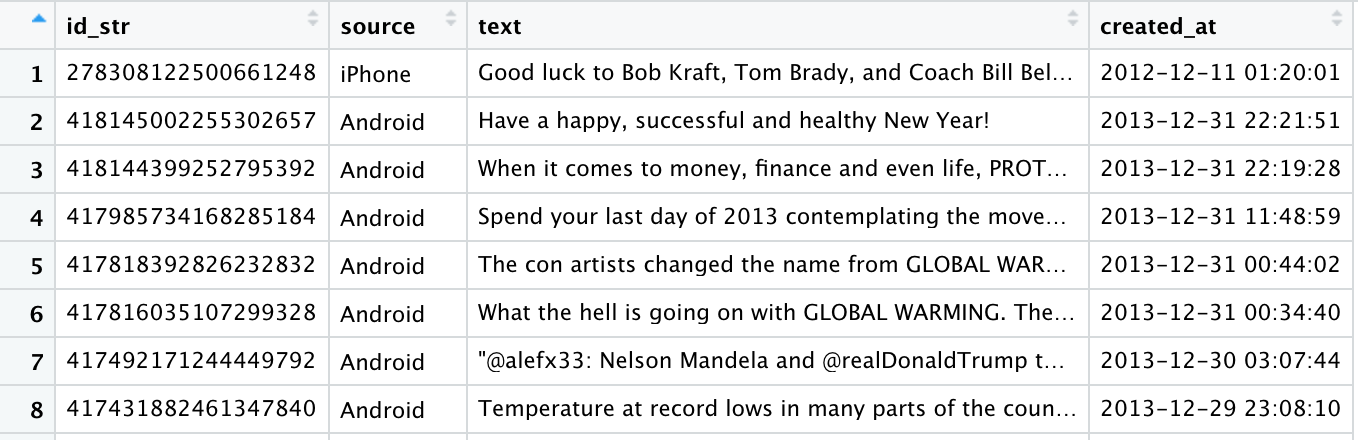 id_str source text created_at
1 278308122500661248 iPhone Good luck to Bob Kraft, Tom Brady, and Coach Bill Bel... 2012-12-11 01:20:01
2 418145002255302657 Android Have a happy, successful and healthy New Year! 2013-12-31 22:21:51
3 418144399252795392 Android When it comes to money, finance and even life, PROT... 2013-12-31 22:19:28
4 417985734168285184 Android Spend your last day of 2013 contemplating the move... 2013-12-31 11:48:59
5 417818392826232832 Android The con artists changed the name from GLOBAL WAR... 2013-12-31 00:44:02
6 417816035107299328 Android What the hell is going on with GLOBAL WARMING. The... 2013-12-31 00:34:40
7 417492171244449792 Android "@alefx33: Nelson Mandela and @realDonaldTrump t... 2013-12-30 03:07:44
8 417431882461347840 Android Temperature at record lows in many parts of the coun... 2013-12-29 23:08:10